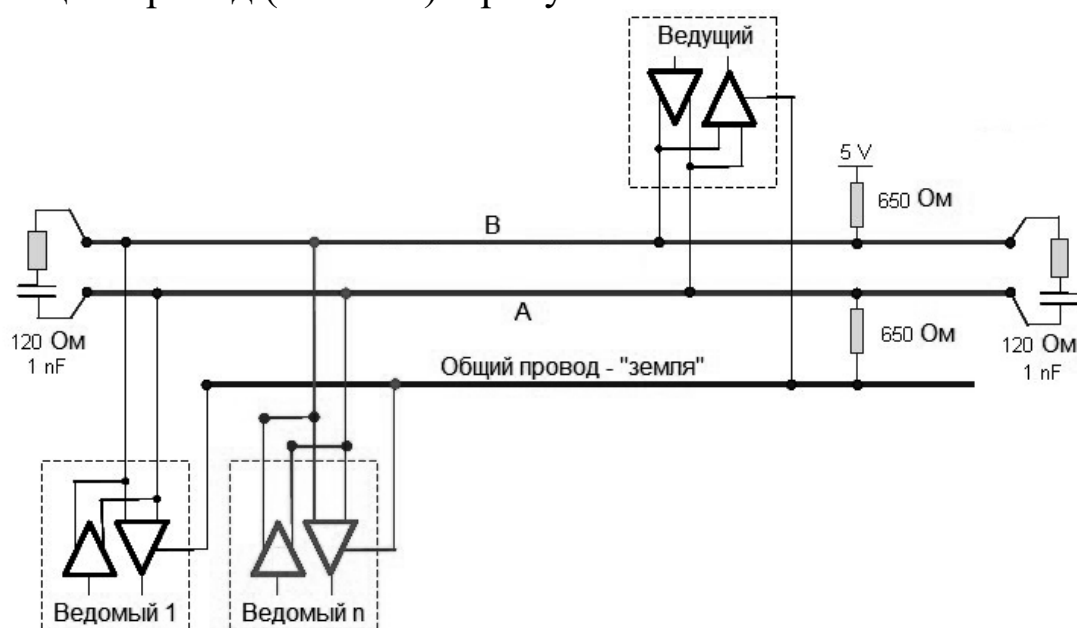 Ведущий
5 V
650 Ом
B
A
120 Ом
1 nF
650 Ом
120 Ом
1 nF
Общий провод - "земля"
Ведомый 1
Ведомый n